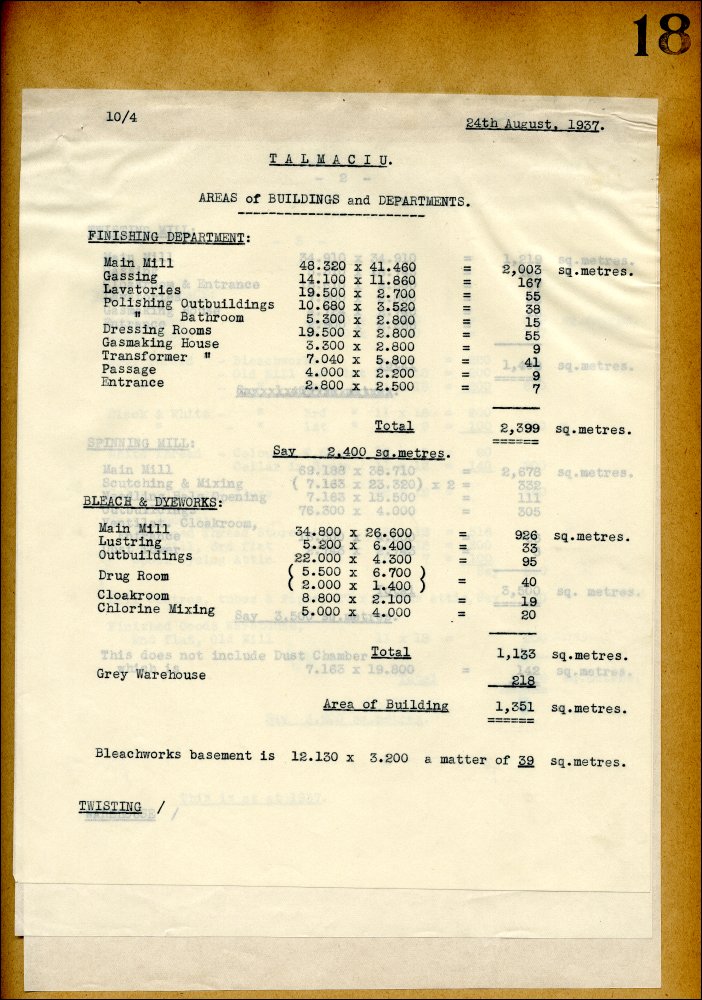 18
10/4 24th August, 1937.
TALMACIU.
AREAS of BUILDINGS and DEPARTMENTS.
FINISHING DEPARTMENT:
Main Mill 48.320 x 41.460 = 2,003 sq.metres.
Gassing 14.100 x 11.860 = 167
Lavatories 19.500 x 2.700 = 55
Polishing Outbuildings 10.680 x 3.520 = 38
" Bathroom 5.300 x 2.800 = 15
Dressing Rooms 19.500 x 2.800 = 55
Gasmaking House 3.300 x 2.800 = 9
Transformer " 7.040 x 5.800 = 41
Passage 4.000 x 2.200 = 9
Entrance 2.800 x 2.500 = 7
Total 2,399 sq.metres.
Say 2,400 sq.metres.
BLEACH & DYEWORKS:
Main Mill 34.800 x 26.600 = 926 sq.metres.
Lustring 5.200 x 6.400 = 33
Outbuildings 22.000 x 4.300 = 95
Drug Room ( 5.500 x 6.700 )
( 2.000 x 1.400 ) = 40
Cloakroom 8.800 x 2.100 = 19
Chlorine Mixing 5.000 x 4.000 = 20
Total 1,133 sq.metres.
Grey Warehouse 218
Area of Building 1,351 sq.metres.
Bleachworks basement is 12.130 x 3.200 a matter of 39 sq.metres.
TWISTING /